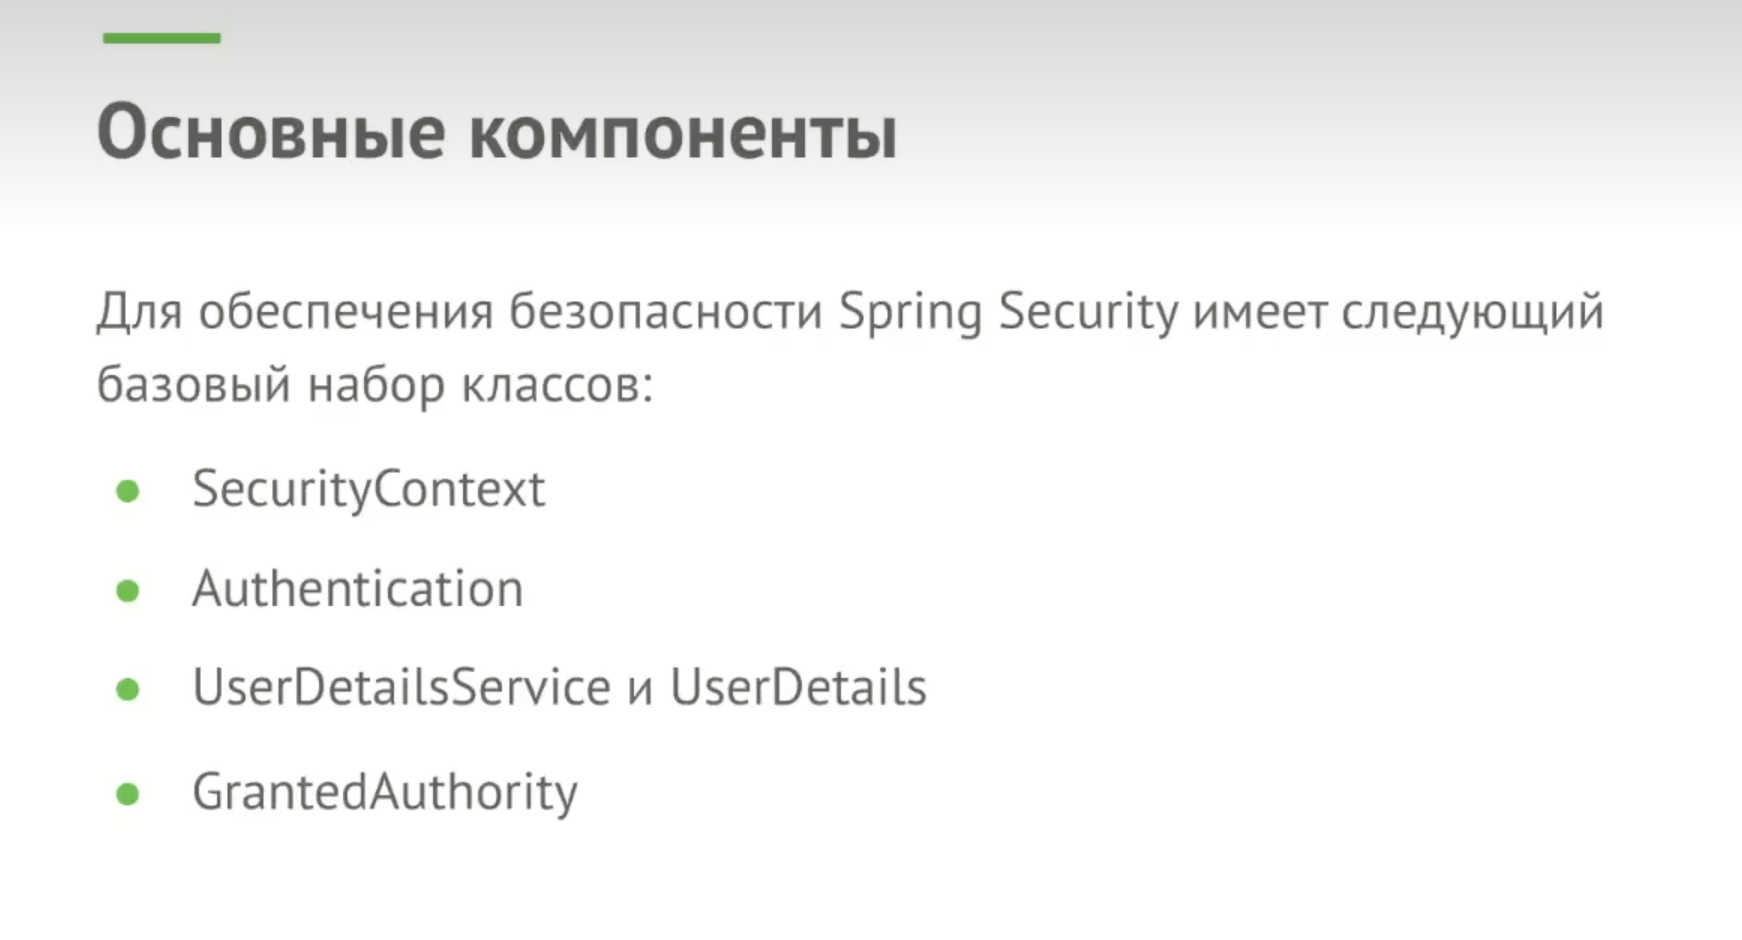 Основные компоненты
Для обеспечения безопасности Spring Security имеет следующий
базовый набор классов:
SecurityContext
Authentication
UserDetailsService и UserDetails
GrantedAuthority